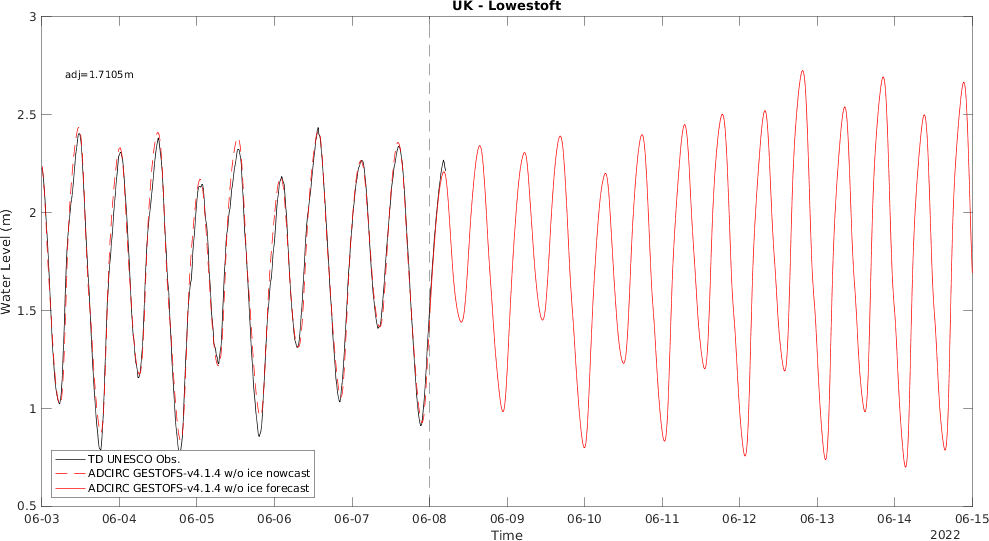 UK - Lowestoft
3
adj=1.7105m
2.5
2
Water Level (m)
1.5
1
TD UNESCO Obs.
ADCIRC GESTOFS-v4.1.4 w/o ice nowcast
ADCIRC GESTOFS-v4.1.4 w/o ice forecast
0.5
06-03 06-04 06-05 06-06 06-07 06-08 06-09 06-10 06-11 06-12 06-13 06-14 06-15
Time
2022